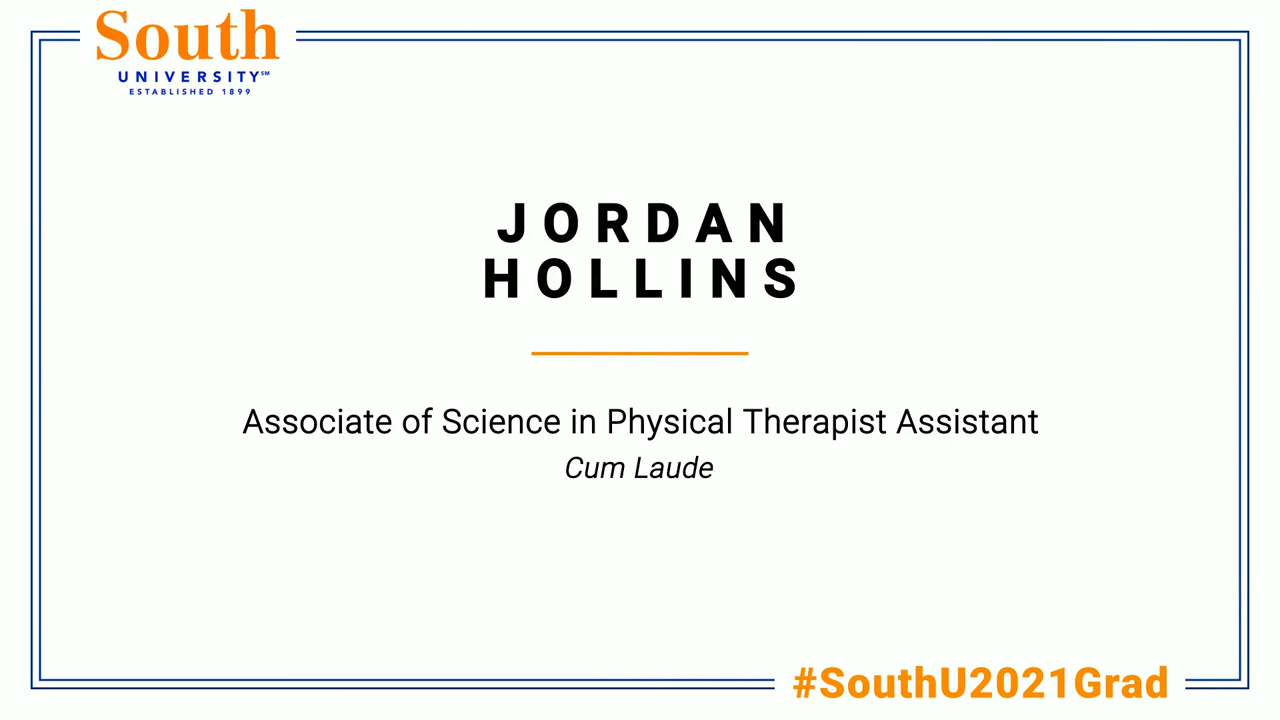 South
UNIVERSITY℠
ESTABLISHED 1899
JORDAN
HOLLINS
Associate of Science in Physical Therapist Assistant
Cum Laude
#SouthU2021Grad